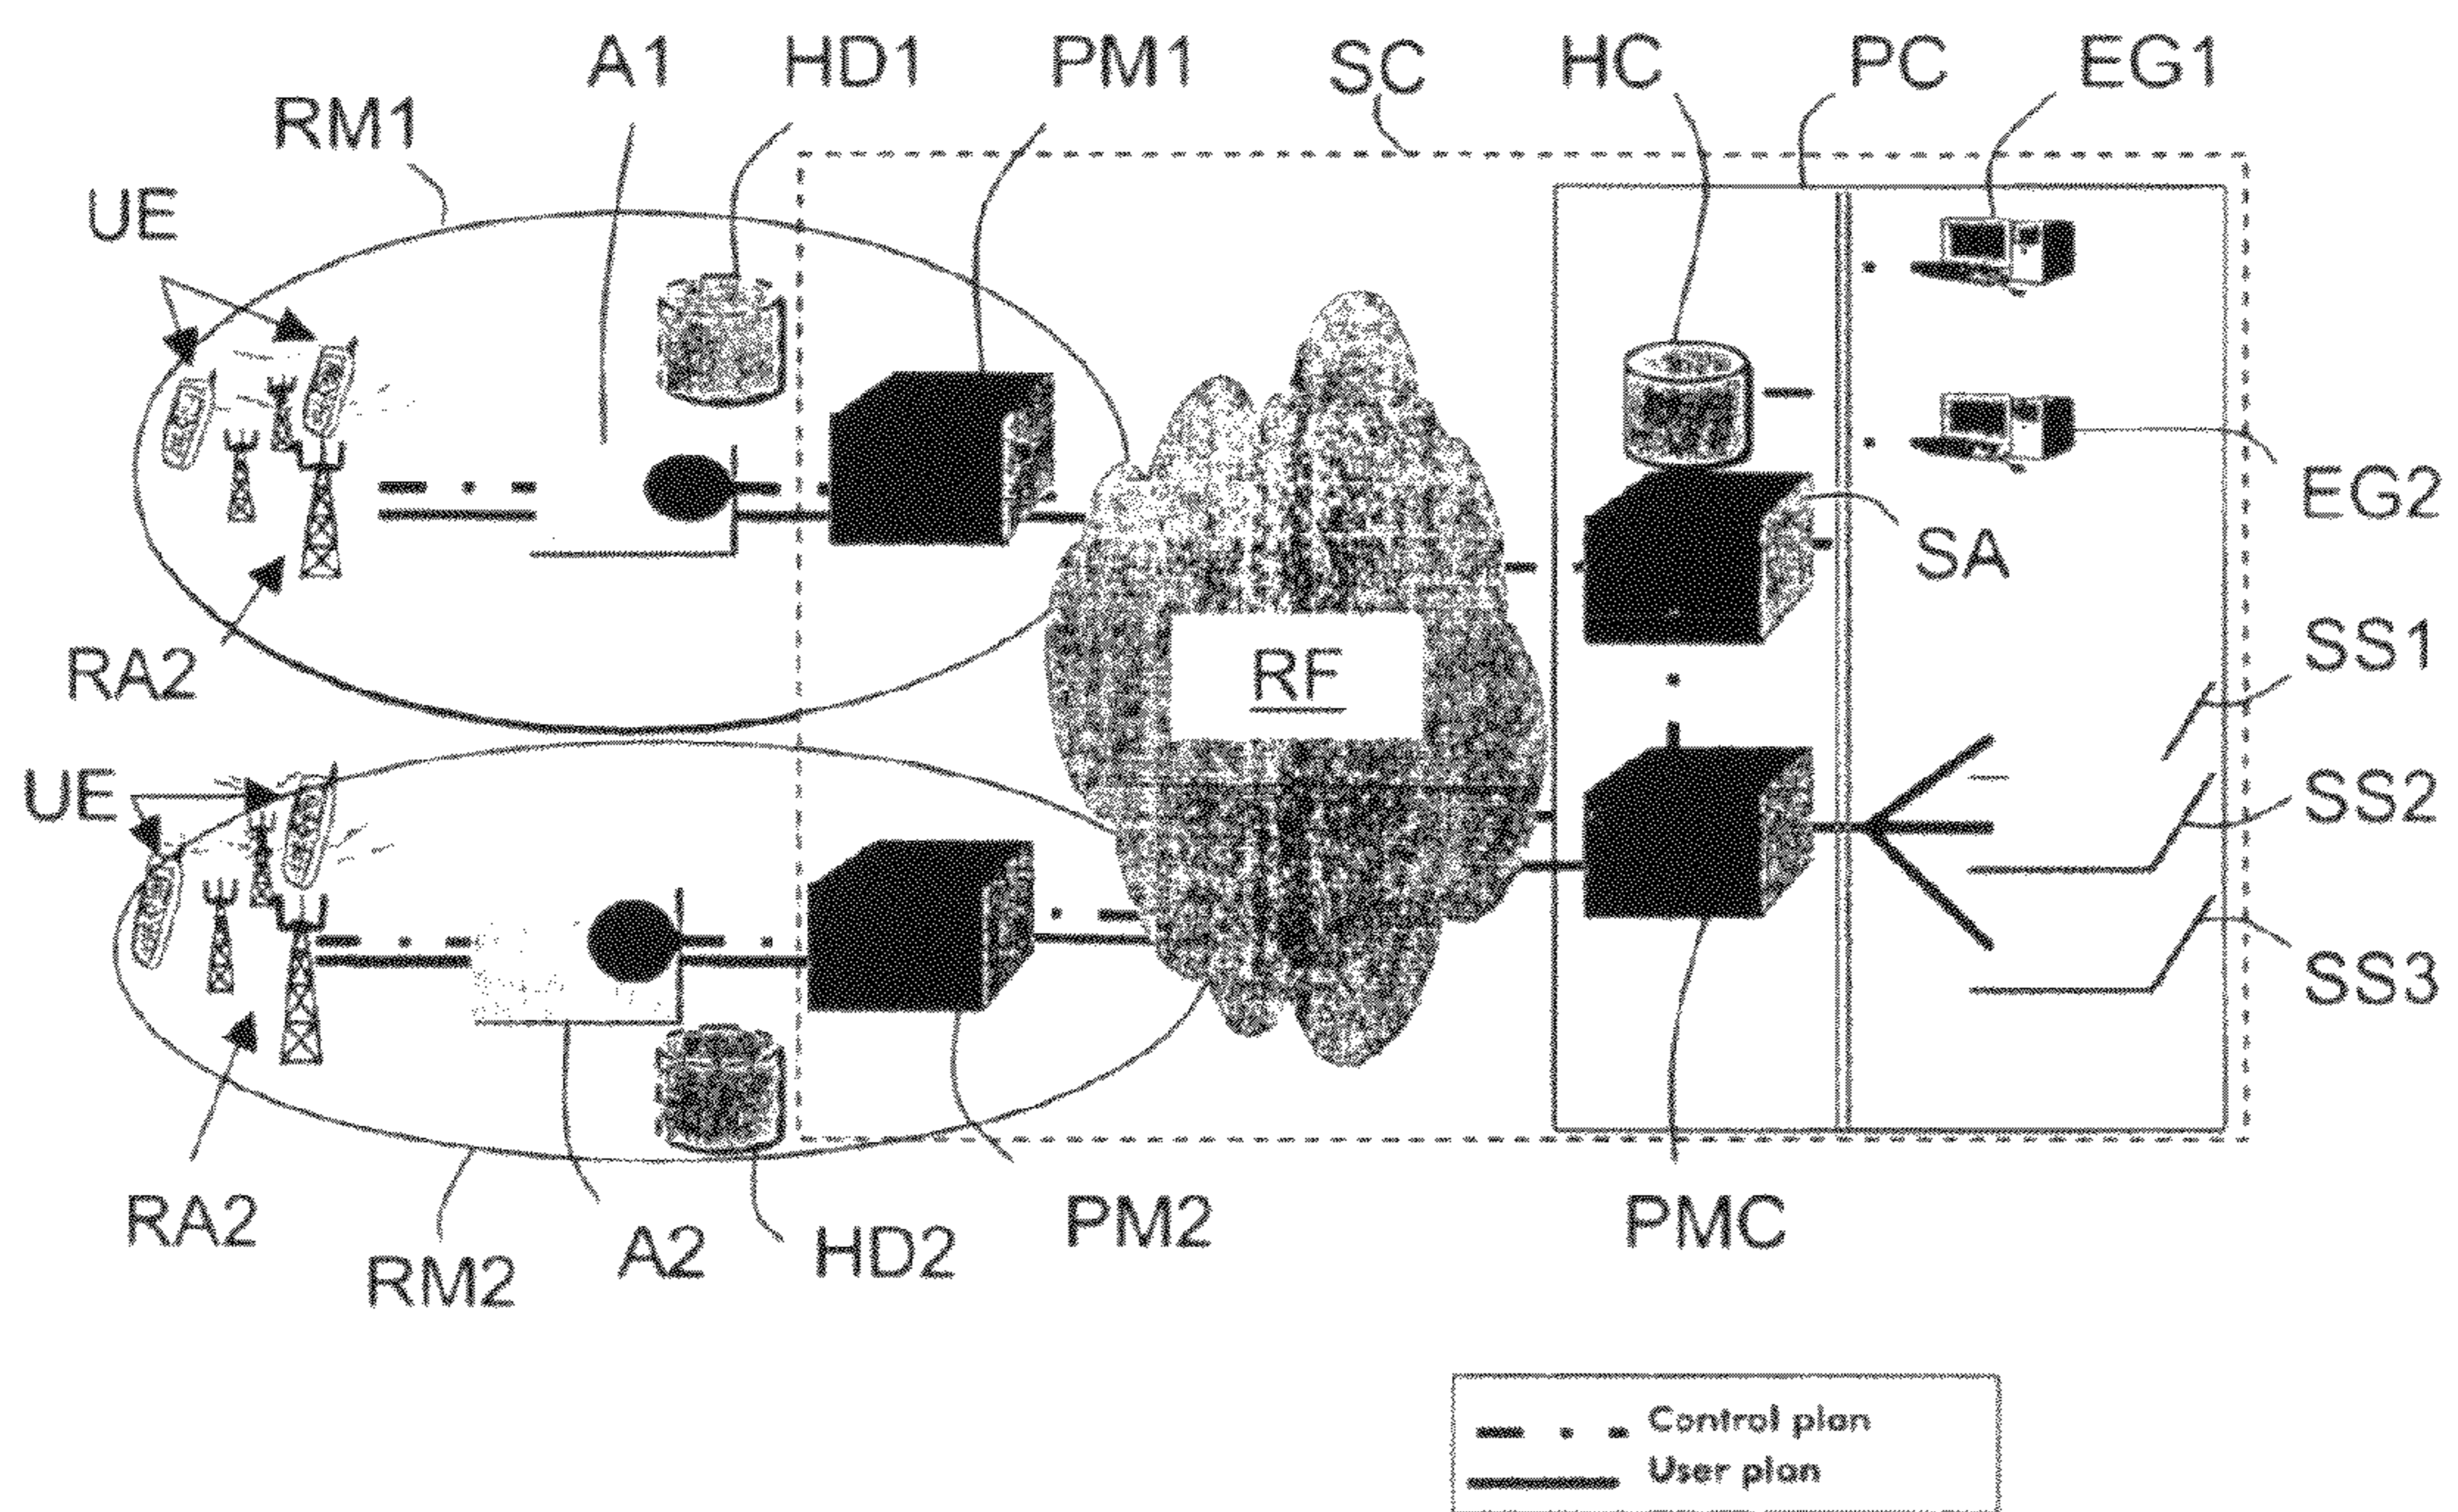 A1 HD1 PM1 SC HC PC EG1
RM1
UE
EG2
SA
RA2
RF
SS1
UE
SS2
SS3
RA2
PM2
PMC
RM2
A2
HD2
Control plan
User plan